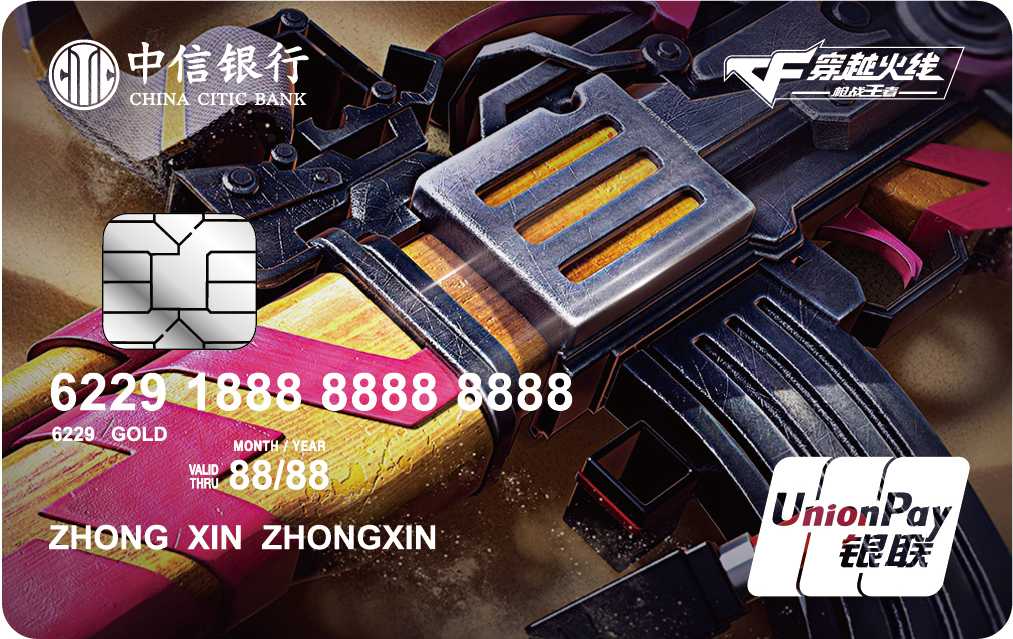 中信银行
CHINA CITIC BANK
CF 穿越火线
枪战王者
6229 1888 8888 8888
6229 GOLD
MONTH / YEAR
VALID THRU 88/88
ZHONG XIN ZHONGXIN
UnionPay
银联